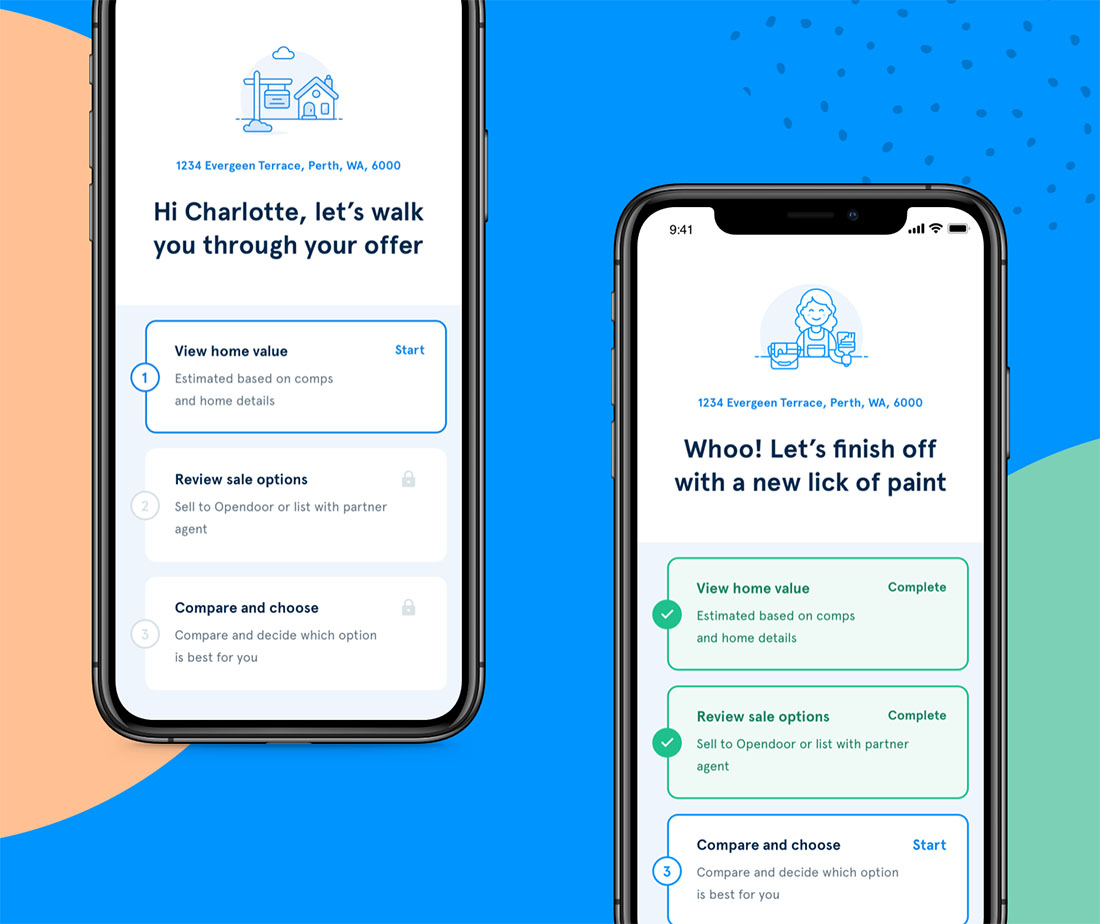 1234 Evergeen Terrace, Perth, WA, 6000
Hi Charlotte, let’s walk
you through your offer
View home value
Start
1
Estimated based on comps
and home details
Review sale options
2
Sell to Opendoor or list with partner
agent
Compare and choose
3
Compare and decide which option
is best for you
9:41
1234 Evergeen Terrace, Perth, WA, 6000
Whoo! Let’s finish off
with a new lick of paint
View home value
Complete
Estimated based on comps
and home details
Review sale options
Complete
Sell to Opendoor or list with partner
agent
Compare and choose
Start
3
Compare and decide which option
is best for you